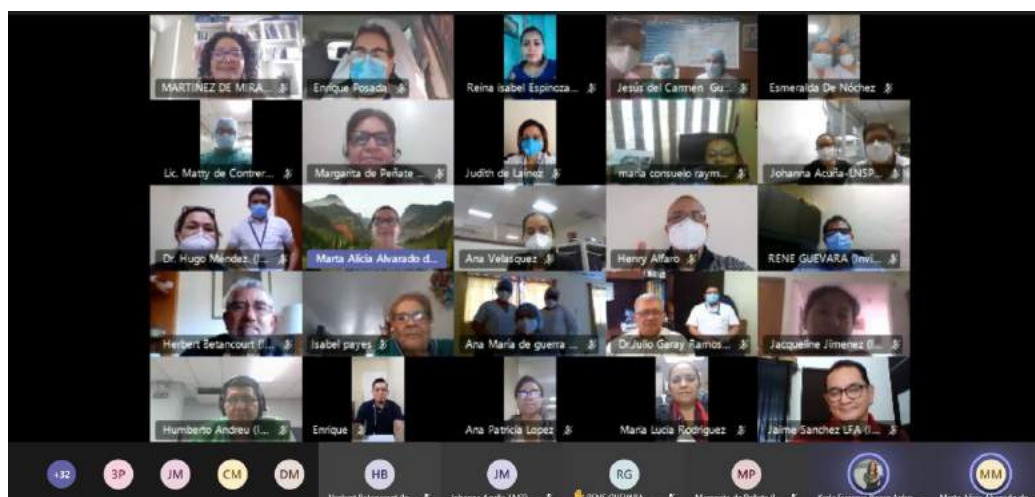 MARTINEZ DE MIRA...
Enrique Posada
Reina Isabel Espinoza...
Jesús del Carmen Gu...
Esmeralda De Nóchez
Lic. Matty de Contrer...
Margarita de Peñate
Judith de Laínez
maria consuelo raym...
Johanna Acuña-LNSP...
Dr. Hugo Méndez, (I...
Marta Alicia Alvarado d...
Ana Velasquez
Henry Alfaro
RENE GUEVARA (Invi...
Herbert Betancourt (I...
Isabel payes
Ana María de guerra
Dr.Julio Garay Ramos...
Jacqueline Jimenez (I...
Humberto Andreu (I...
Enrique
Ana Patricia Lopez
Maria Lucia Rodriguez
Jaime Sanchez LFA (I...
+32
3P
JM
CM
DM
HB
JM
RG
MP
MM